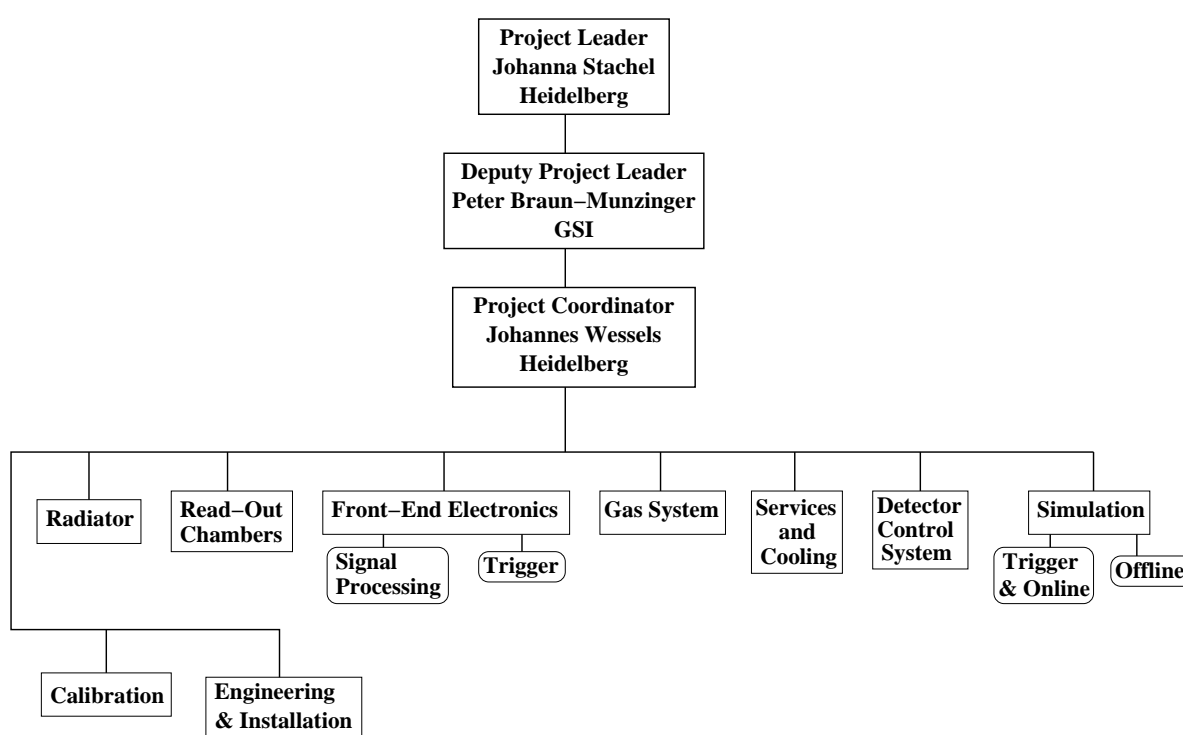 Project Leader
Johanna Stachel
Heidelberg
Deputy Project Leader
Peter Braun−Munzinger
GSI
Project Coordinator
Johannes Wessels
Heidelberg
Radiator
Read−Out
Chambers
Front−End Electronics
Signal
Processing
Trigger
Gas System
Services
and
Cooling
Detector
Control
System
Simulation
Trigger
& Online
Offline
Calibration
Engineering
& Installation